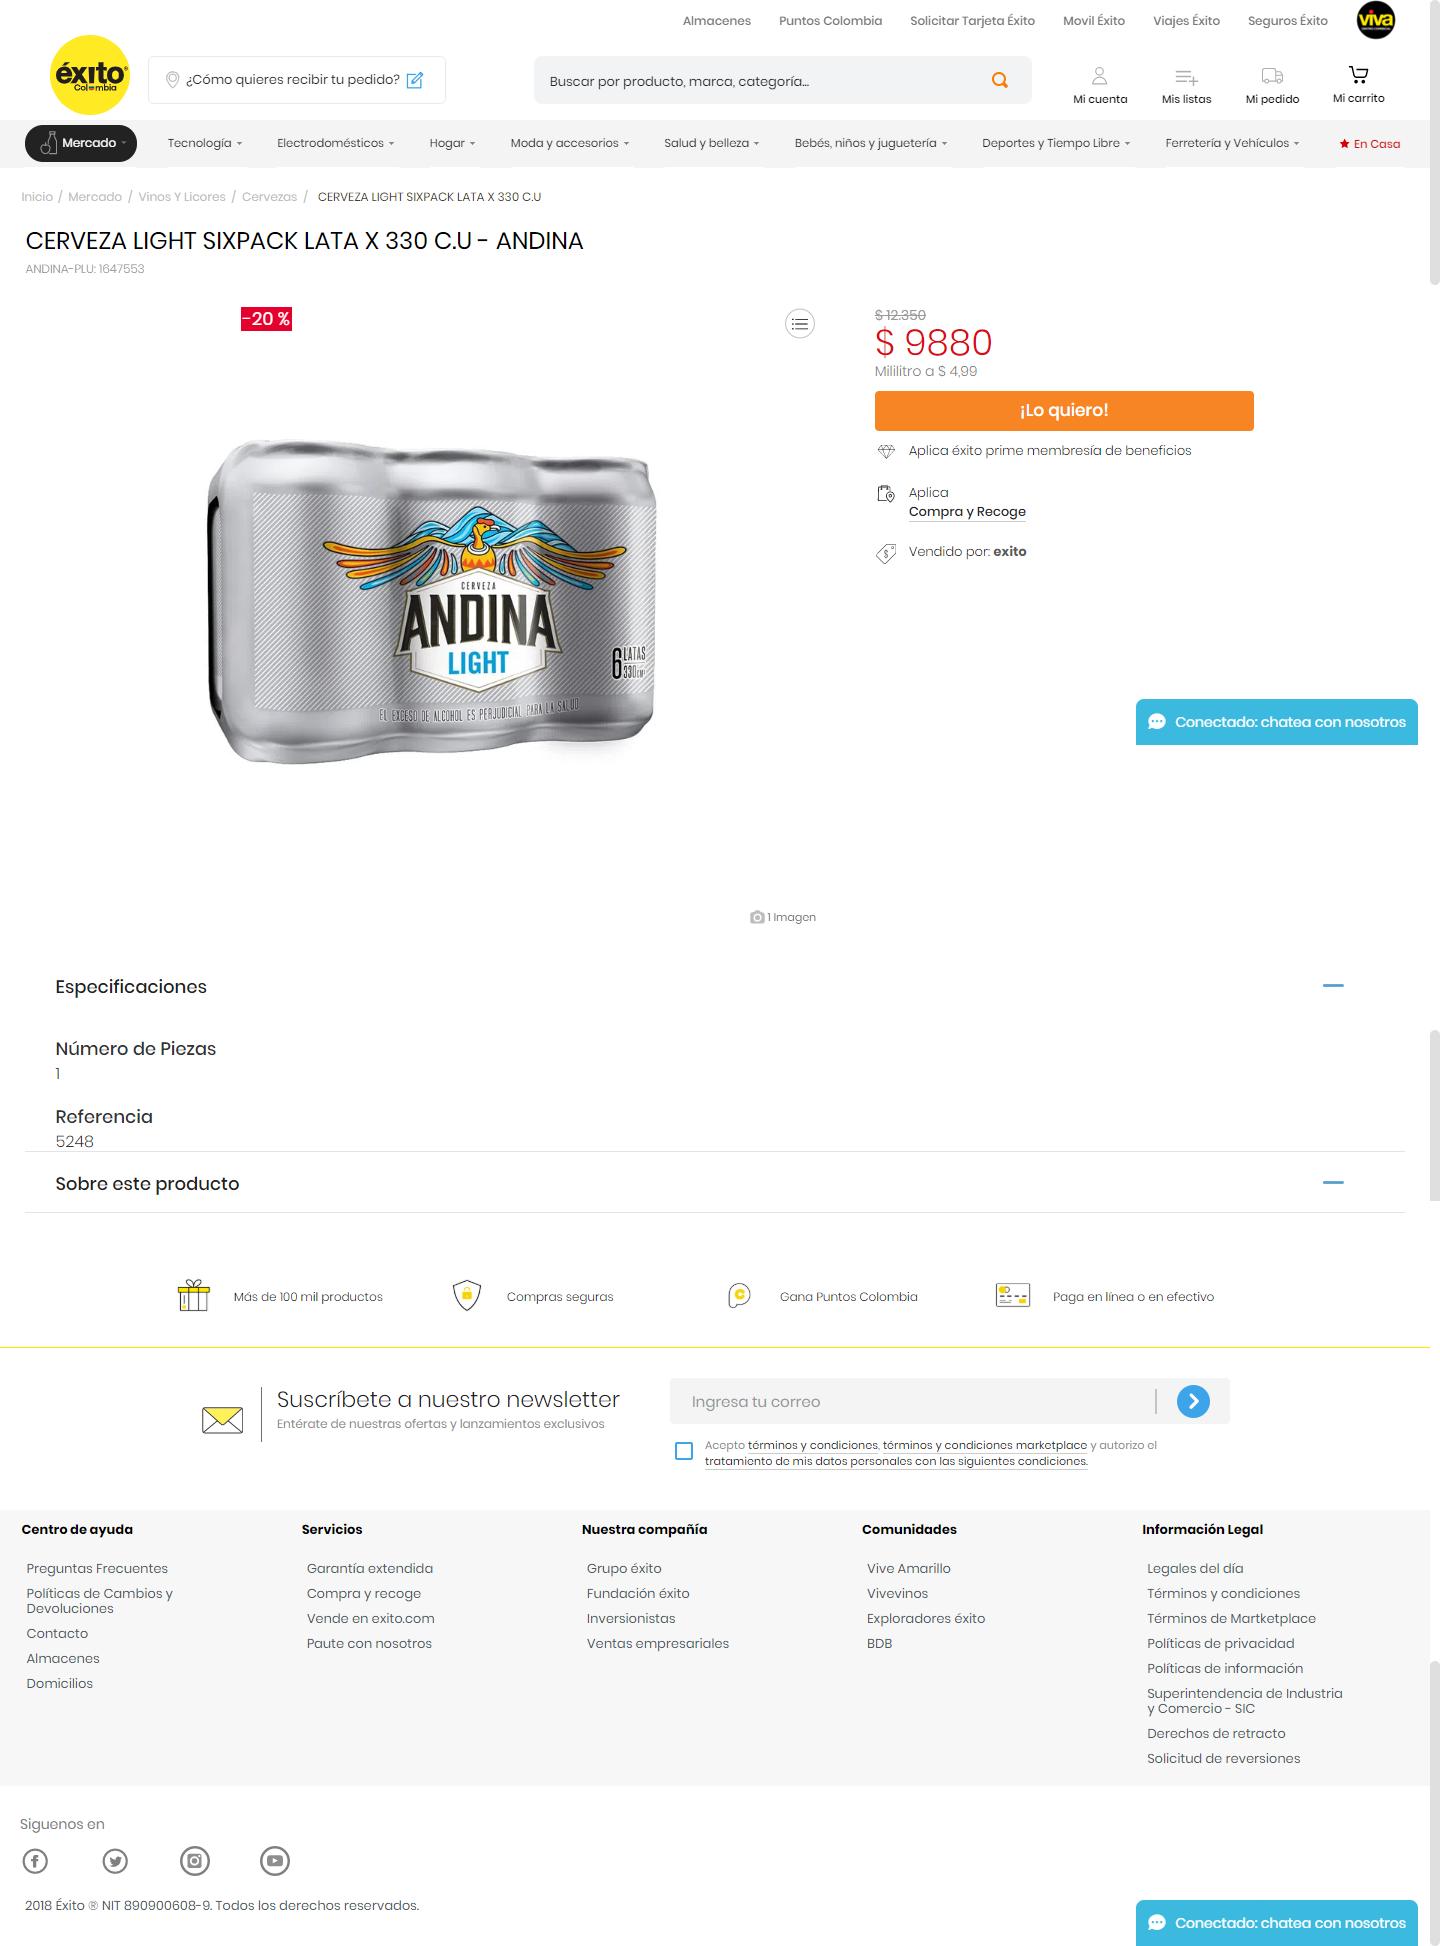 Almacenes Puntos Colombia Solicitar Tarjeta Éxito Movil Éxito Viajes Éxito Seguros Éxito viva
éxito
Colombia
¿Cómo quieres recibir tu pedido?
Buscar por producto, marca, categoría...
Mi cuenta Mis listas Mi pedido Mi carrito
Mercado Tecnología Electrodomésticos Hogar Moda y accesorios Salud y belleza Bebés, niños y juguetería Deportes y Tiempo Libre Ferretería y Vehículos En Casa
Inicio / Mercado / Vinos Y Licores / Cervezas / CERVEZA LIGHT SIXPACK LATA X 330 C.U
CERVEZA LIGHT SIXPACK LATA X 330 C.U - ANDINA
ANDINA-PLU: 1647553
-20 %
CERVEZA
ANDINA
LIGHT
6 LATAS
330cm³
EL EXCESO DE ALCOHOL ES PERJUDICIAL PARA LA SALUD
$ 12.350
$ 9880
Mililitro a $ 4,99
¡Lo quiero!
Aplica éxito prime membresía de beneficios
Aplica
Compra y Recoge
Vendido por: exito
Conectado: chatea con nosotros
1 Imagen
Especificaciones
Número de Piezas
1
Referencia
5248
Sobre este producto
Más de 100 mil productos Compras seguras Gana Puntos Colombia Paga en línea o en efectivo
Suscríbete a nuestro newsletter
Entérate de nuestras ofertas y lanzamientos exclusivos
Ingresa tu correo
Acepto términos y condiciones, términos y condiciones marketplace y autorizo el
tratamiento de mis datos personales con las siguientes condiciones.
Centro de ayuda
Preguntas Frecuentes
Políticas de Cambios y
Devoluciones
Contacto
Almacenes
Domicilios
Servicios
Garantía extendida
Compra y recoge
Vende en exito.com
Paute con nosotros
Nuestra compañía
Grupo éxito
Fundación éxito
Inversionistas
Ventas empresariales
Comunidades
Vive Amarillo
Vivevinos
Exploradores éxito
BDB
Información Legal
Legales del día
Términos y condiciones
Términos de Martketplace
Políticas de privacidad
Políticas de información
Superintendencia de Industria
y Comercio - SIC
Derechos de retracto
Solicitud de reversiones
Siguenos en
2018 Éxito ® NIT 890900608-9. Todos los derechos reservados.
Conectado: chatea con nosotros